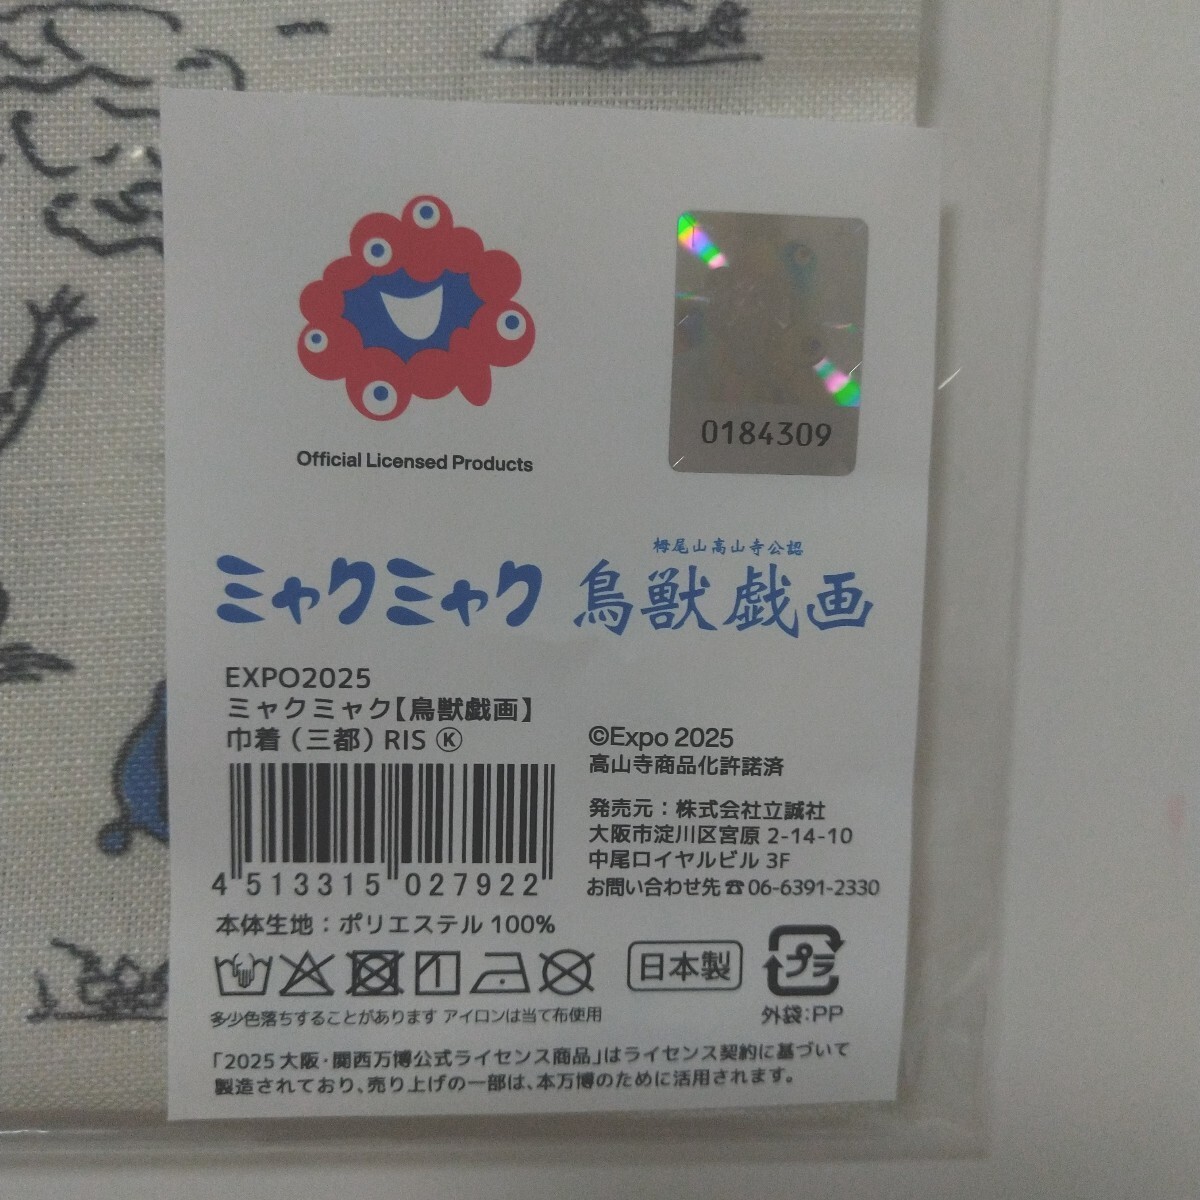 Official Licensed Products
0184309
栂尾山高山寺公認
ミャクミャク 鳥獣戯画
EXPO2025
ミャクミャク【鳥獣戯画】
巾着（三都）RIS Ⓚ
4 513315 027922
©Expo 2025
高山寺商品化許諾済
発売元：株式会社立誠社
大阪市淀川区宮原 2-14-10
中尾ロイヤルビル 3F
お問い合わせ先☎06-6391-2330
本体生地：ポリエステル 100%
日本製
プラ
外袋:PP
多少色落ちすることがあります アイロンは当て布使用
「2025 大阪・関西万博公式ライセンス商品」はライセンス契約に基づいて
製造されており、売り上げの一部は、本万博のために活用されます。